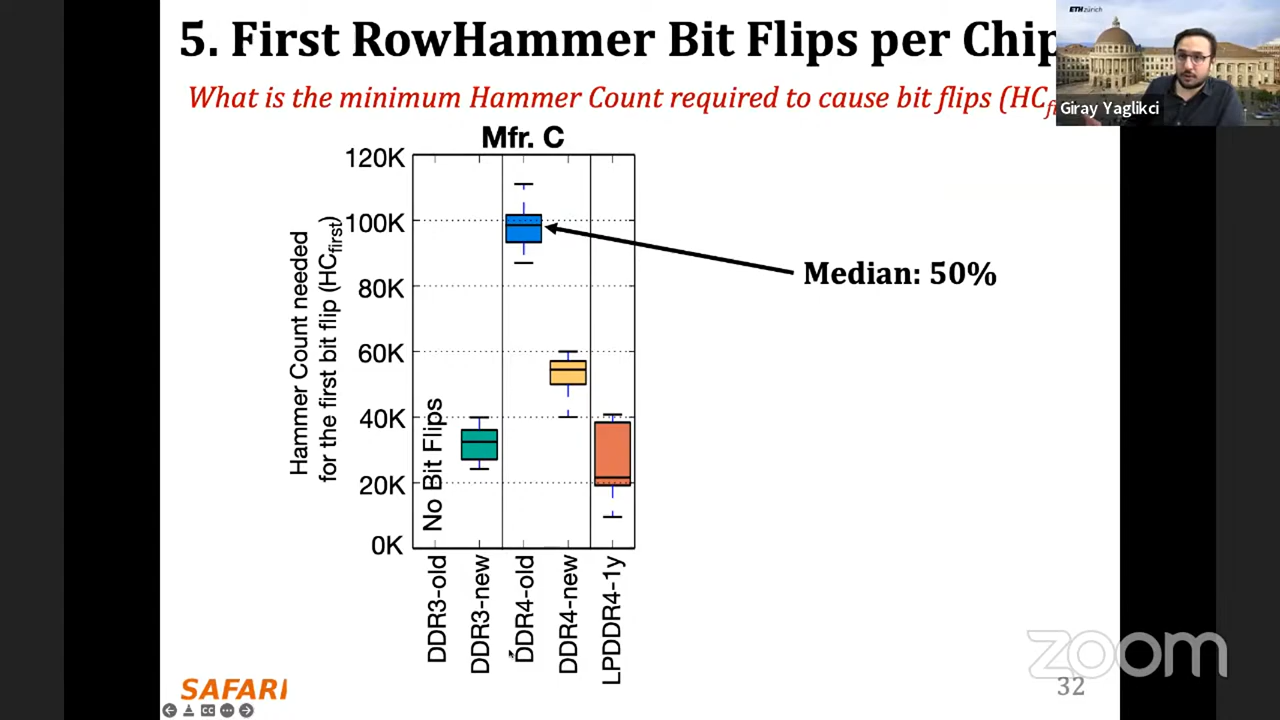 5. First RowHammer Bit Flips per Chip
ETH zürich
What is the minimum Hammer Count required to cause bit flips (HC
Giray Yaglikci
Mfr. C
Hammer Count needed
for the first bit flip (HCfirst)
120K
100K
80K
60K
40K
20K
0K
No Bit Flips
Median: 50%
DDR3-old
DDR3-new
DDR4-old
DDR4-new
LPDDR4-1y
SAFARI
zoom
32